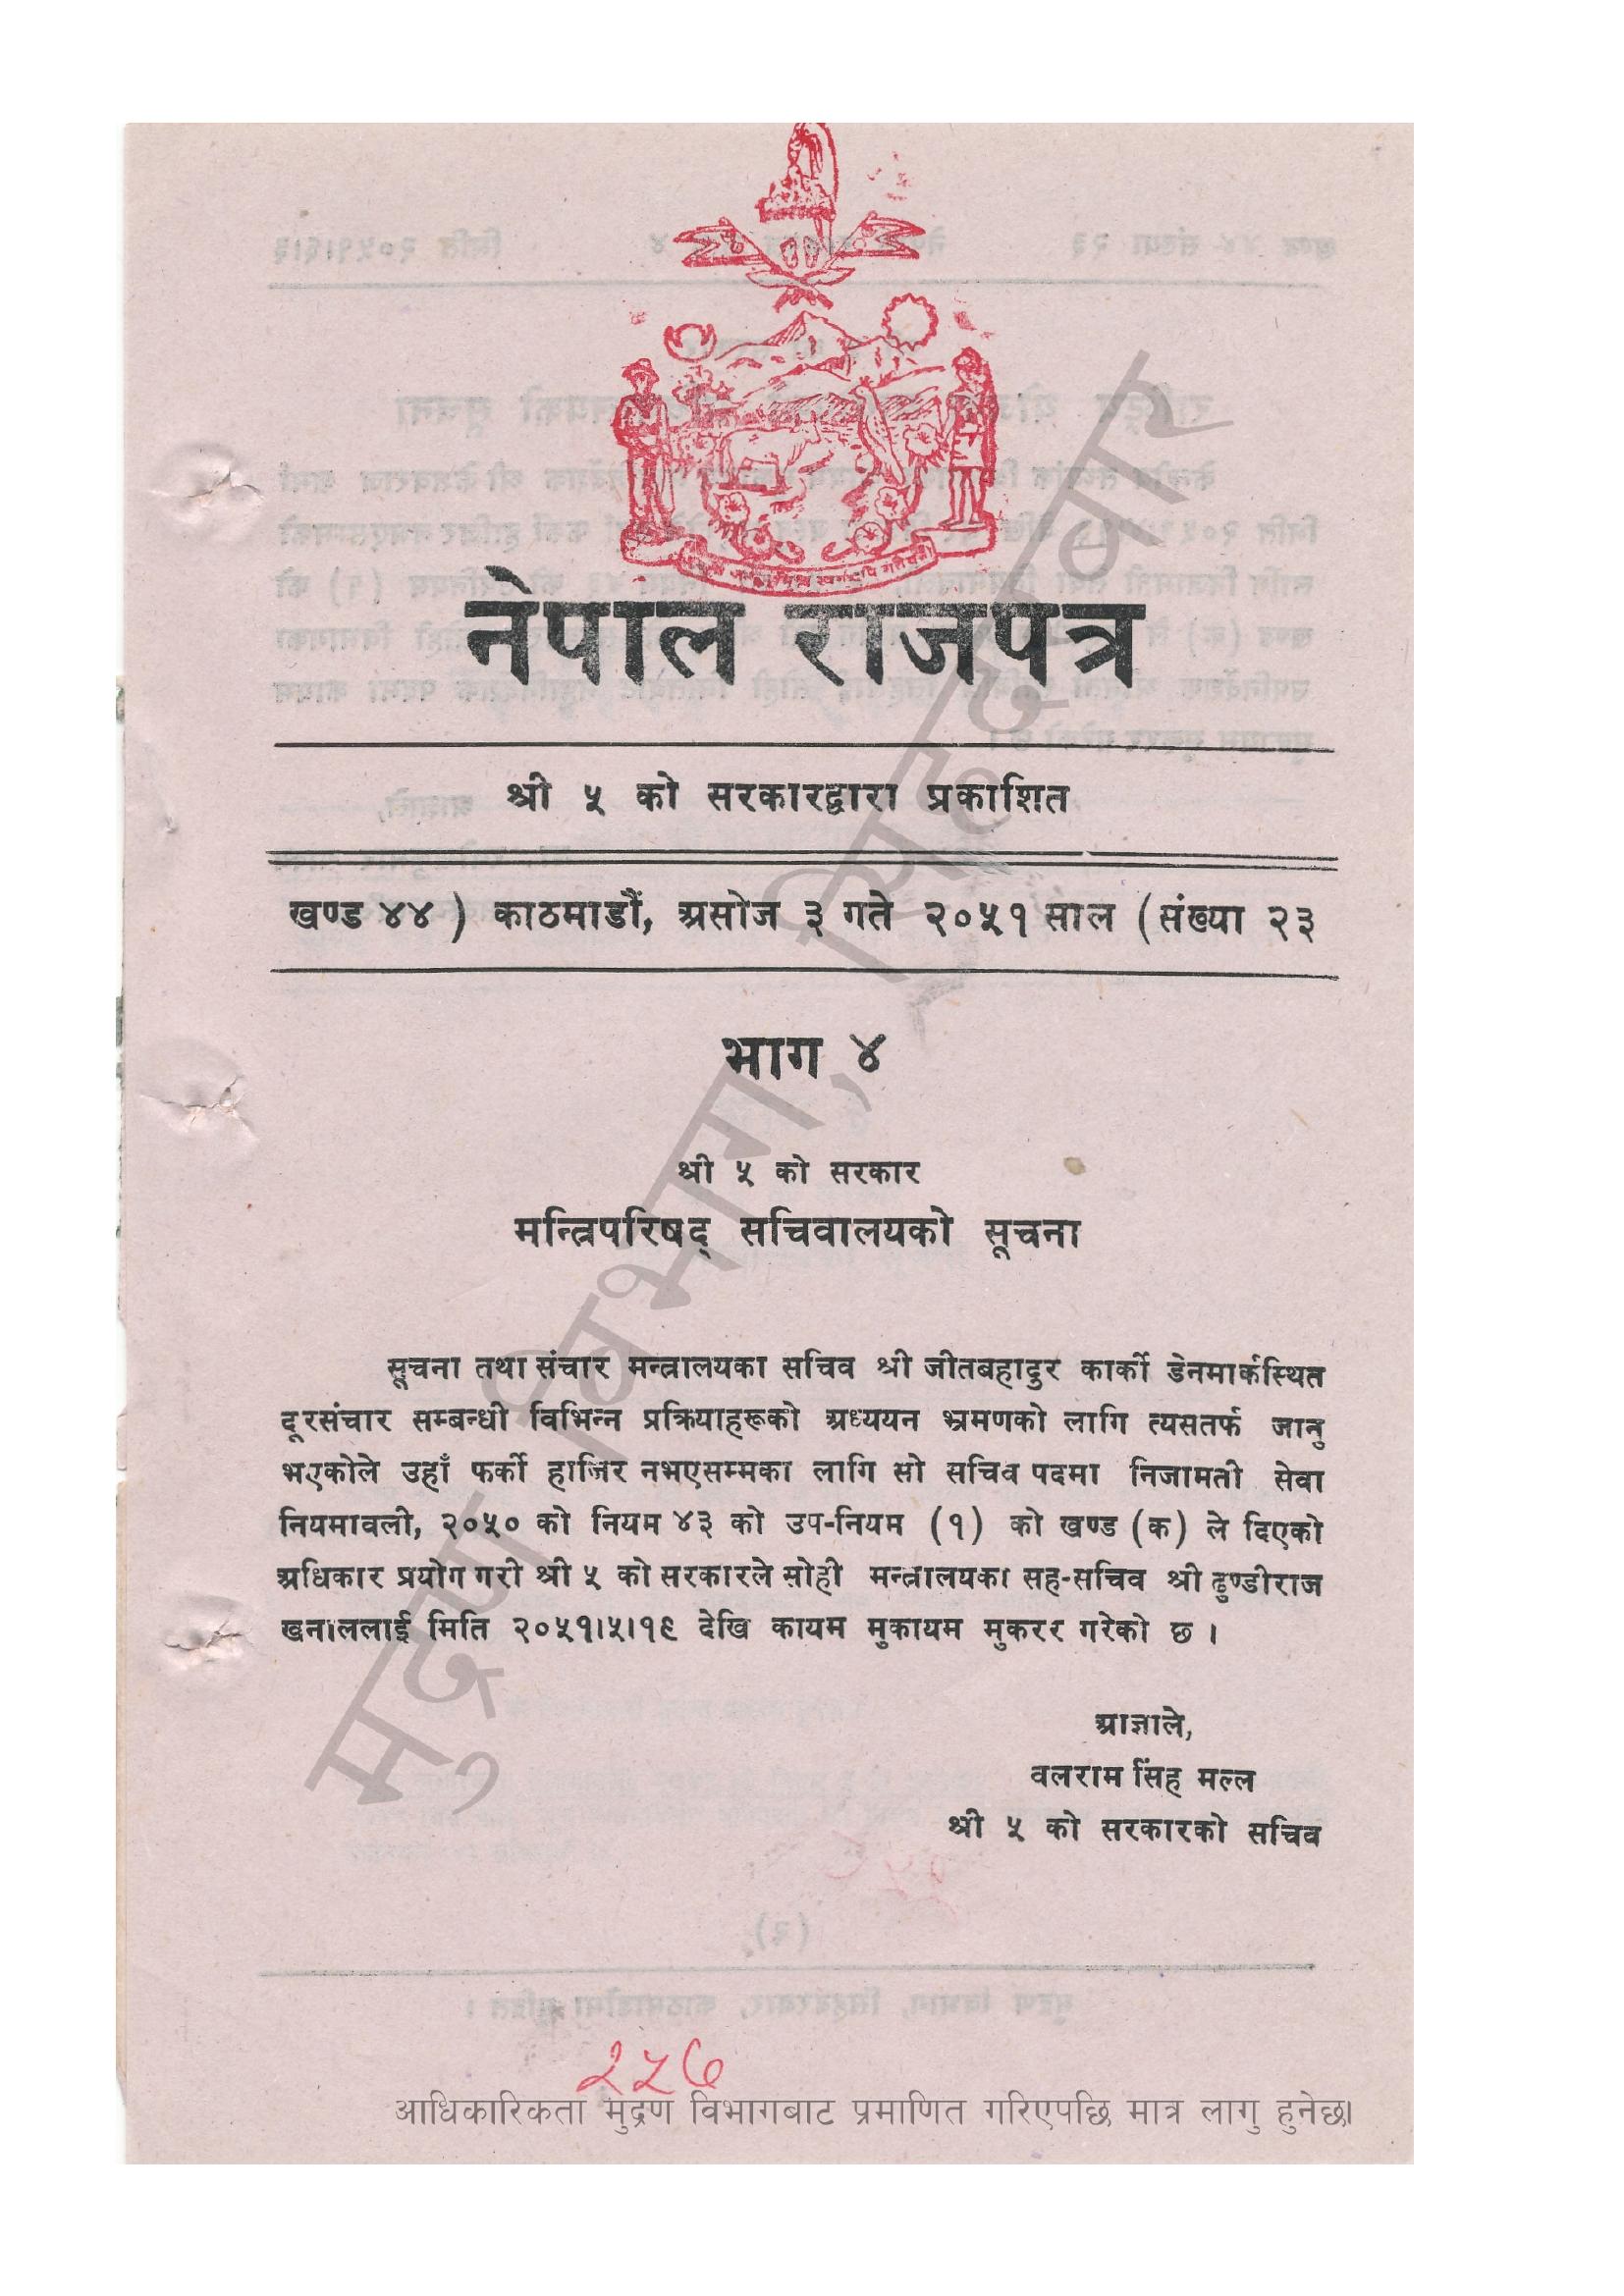 नेपाल राजपत्र
श्री ५ को सरकारद्वारा प्रकाशित
खण्ड ४४ ) काठमाडौं, असोज ३ गते २०५१ साल ( संख्या २३
भाग ४
श्री ५ को सरकार
मन्त्रिपरिषद् सचिवालयको सूचना
सूचना तथा संचार मन्त्रालयका सचिव श्री जीतबहादुर कार्की डेनमार्कस्थित
दूरसंचार सम्बन्धी विभिन्न प्रक्रियाहरूको अध्ययन भ्रमणको लागि त्यसतर्फ जानु
भएकोले उहाँ फर्की हाजिर नभएसम्मका लागि सो सचिव पदमा निजामती सेवा
नियमावली, २०५० को नियम ४३ को उप-नियम (१) को खण्ड (क) ले दिएको
अधिकार प्रयोग गरी श्री ५ को सरकारले सोही मन्त्रालयका सह-सचिव श्री ढुण्डीराज
खनाललाई मिति २०५१।५।१९ देखि कायम मुकायम मुकरर गरेको छ ।
आज्ञाले,
वलराम सिंह मल्ल
श्री ५ को सरकारको सचिव
२५७
मुद्रण विभाग, सिंहदरबार
आधिकारिकता मुद्रण विभागबाट प्रमाणित गरिएपछि मात्र लागु हुनेछ।